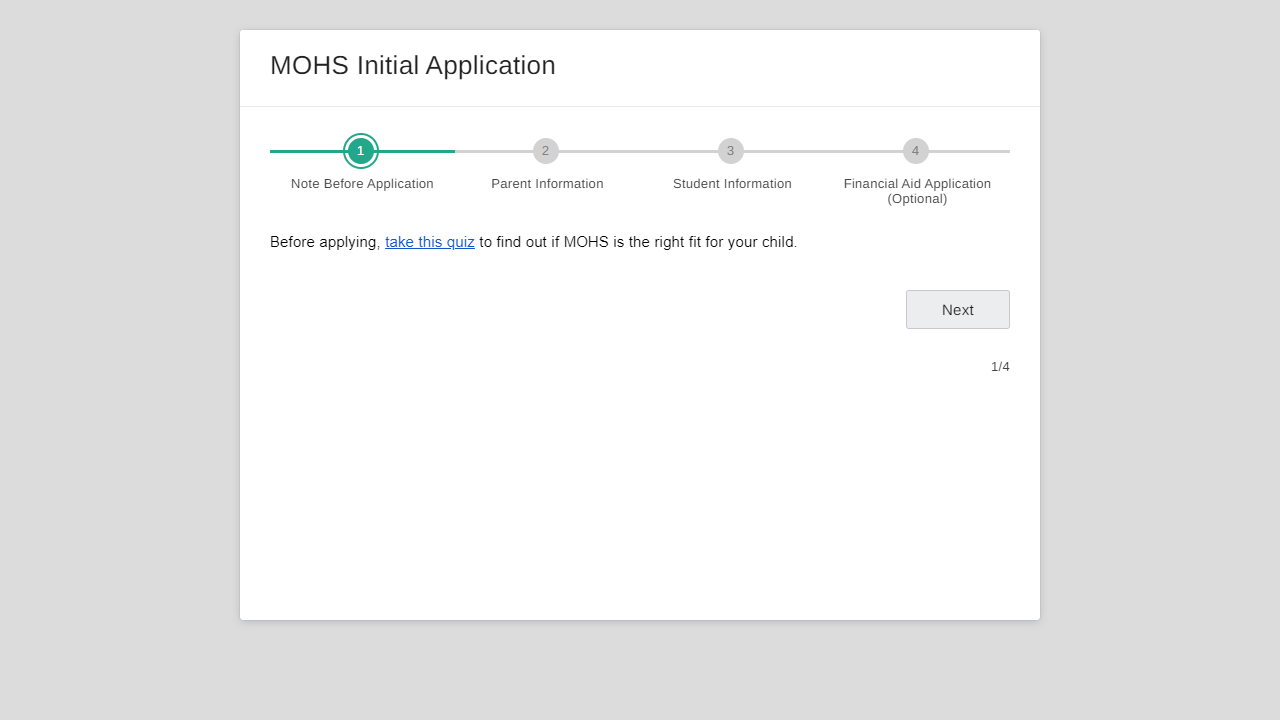 MOHS Initial Application
1
2
3
4
Note Before Application
Parent Information
Student Information
Financial Aid Application
(Optional)
Before applying, take this quiz to find out if MOHS is the right fit for your child.
Next
1/4